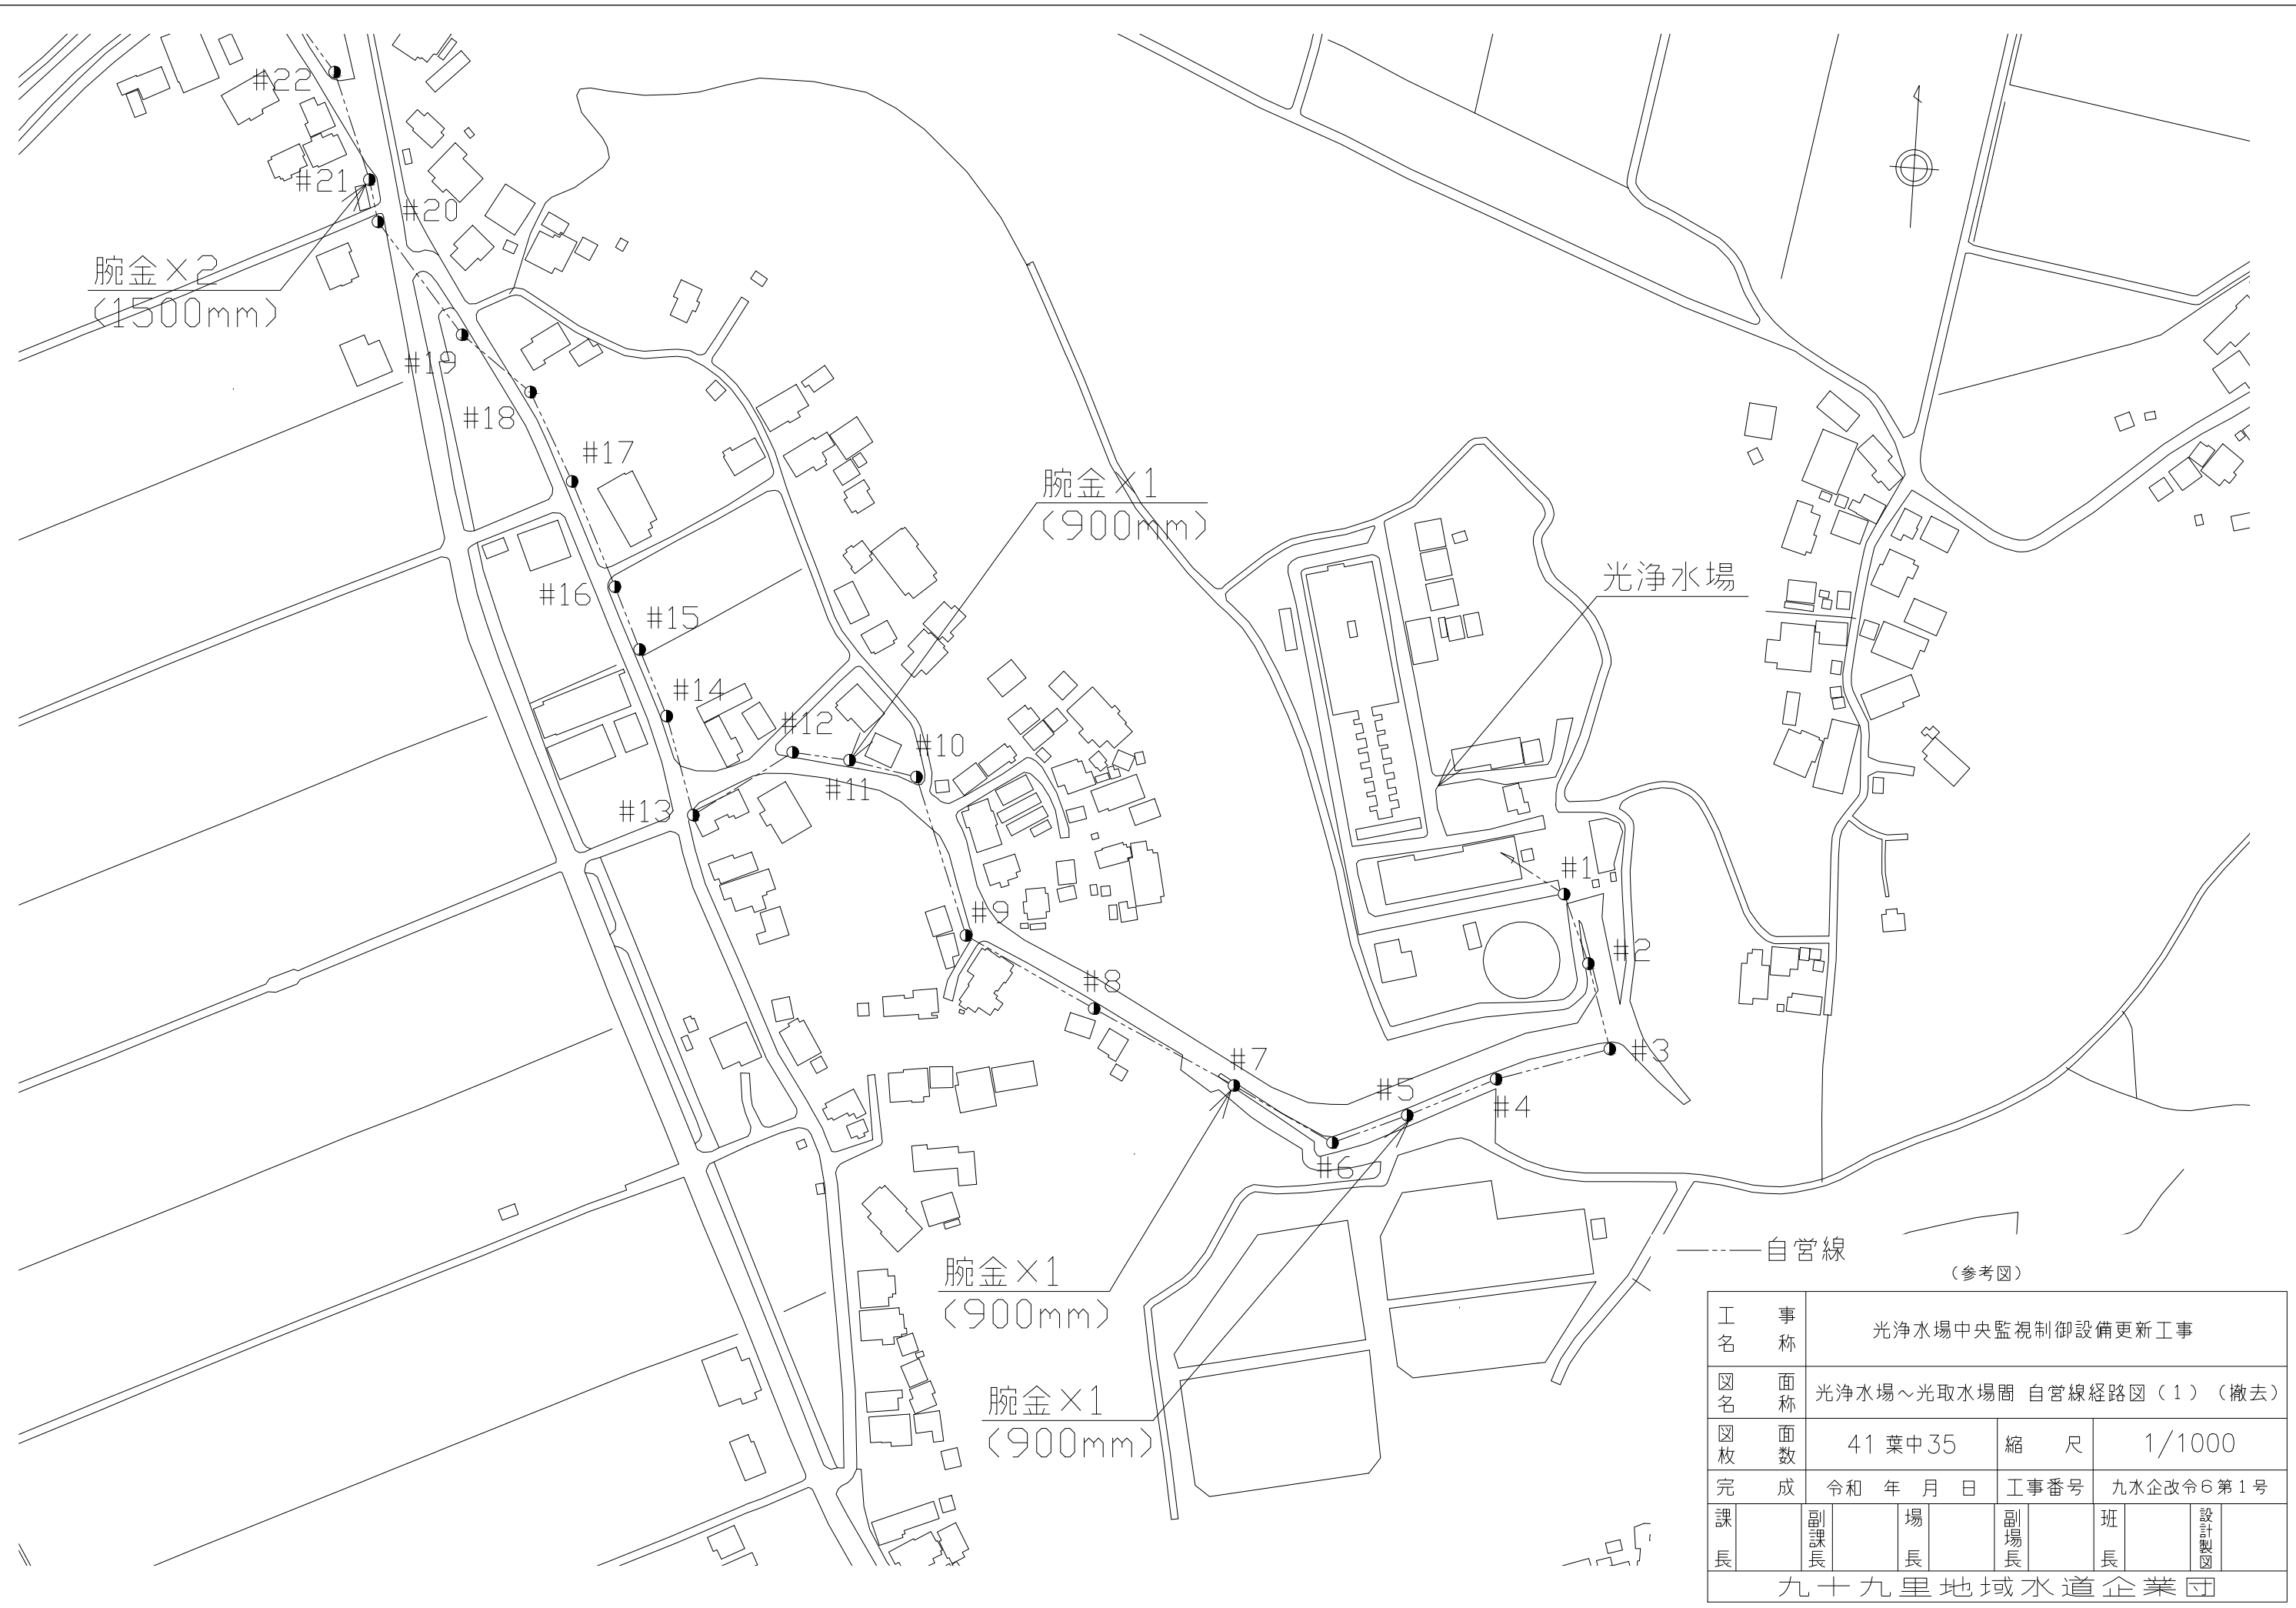 #22
#21
#20
腕金×2
(1500mm)
#19
#18
#17
腕金×1
(900mm)
光浄水場
#16
#15
#14
#12
#10
#11
#13
#1
#9
#2
#8
#3
#7
#5
#4
#6
腕金×1
(900mm)
腕金×1
(900mm)
自営線
(参考図)
工事名称 光浄水場中央監視制御設備更新工事
図面名称 光浄水場～光取水場間 自営線経路図(1)(撤去)
図面枚数 41葉中35 縮尺 1/1000
完成 令和 年 月 日 工事番号 九水企改令6第1号
課長 副課長 場長 副場長 班長 設計製図
九十九里地域水道企業団